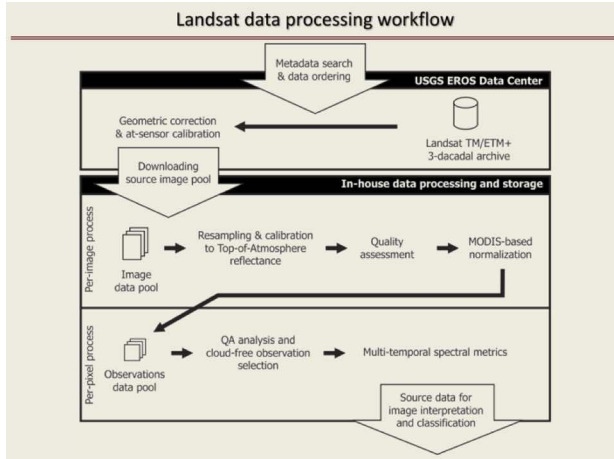 Landsat data processing workflow
Metadata search
& data ordering
USGS EROS Data Center
Geometric correction
& at-sensor calibration
Landsat TM/ETM+
3-dacadal archive
Downloading
source image pool
In-house data processing and storage
Per-image process
Image
data pool
Resampling & calibration
to Top-of-Atmosphere
reflectance
Quality
assessment
MODIS-based
normalization
Per-pixel process
Observations
data pool
QA analysis and
cloud-free observation
selection
Multi-temporal spectral metrics
Source data for
image interpretation
and classification